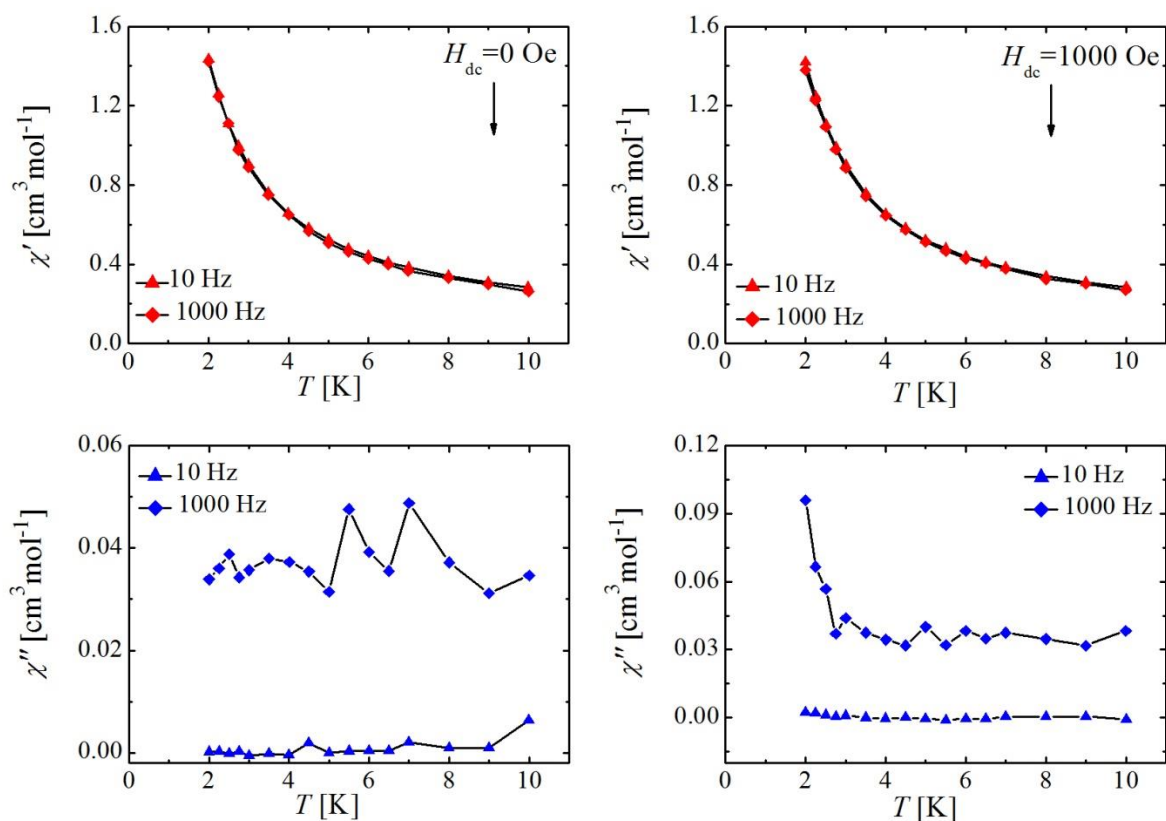 χ′ [cm³mol⁻¹]
1.6
1.2
0.8
0.4
0.0
H_dc=0 Oe
10 Hz
1000 Hz
0 2 4 6 8 10
T [K]
χ′ [cm³mol⁻¹]
1.6
1.2
0.8
0.4
0.0
H_dc=1000 Oe
10 Hz
1000 Hz
0 2 4 6 8 10
T [K]
χ″ [cm³mol⁻¹]
0.06
0.04
0.02
0.00
10 Hz
1000 Hz
0 2 4 6 8 10
T [K]
χ″ [cm³mol⁻¹]
0.12
0.09
0.06
0.03
0.00
10 Hz
1000 Hz
0 2 4 6 8 10
T [K]